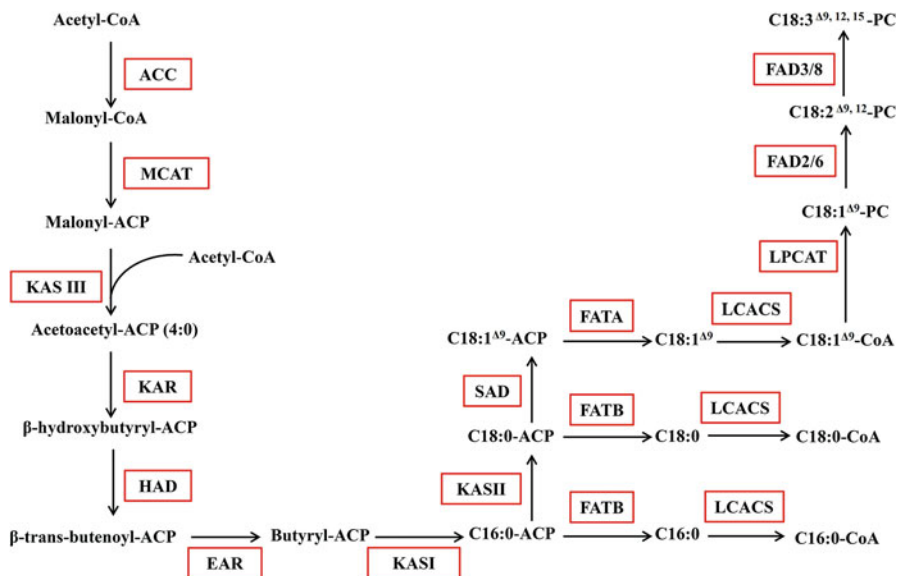 Acetyl-CoA
ACC
Malonyl-CoA
MCAT
Malonyl-ACP
Acetyl-CoA
KAS III
Acetoacetyl-ACP (4:0)
KAR
β-hydroxybutyryl-ACP
HAD
β-trans-butenoyl-ACP
EAR
Butyryl-ACP
KASI
C16:0-ACP
FATB
C16:0
LCACS
C16:0-CoA
KASII
C18:0-ACP
FATB
C18:0
LCACS
C18:0-CoA
SAD
C18:1Δ9-ACP
FATA
C18:1Δ9
LCACS
C18:1Δ9-CoA
LPCAT
C18:1Δ9-PC
FAD2/6
C18:2Δ9, 12-PC
FAD3/8
C18:3Δ9, 12, 15-PC